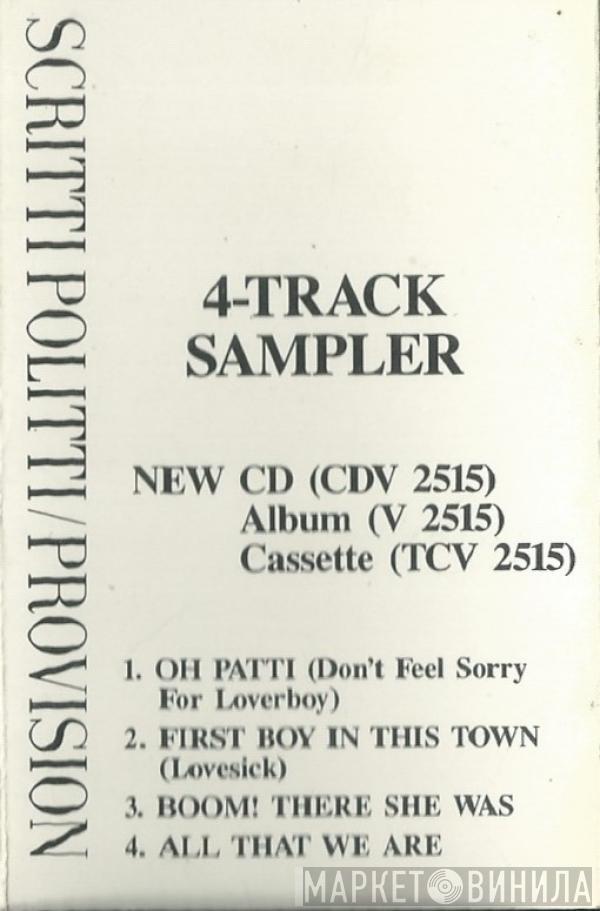 SCRITTI POLITTI/PROVISION
4-TRACK
SAMPLER
NEW CD (CDV 2515)
Album (V 2515)
Cassette (TCV 2515)
1. OH PATTI (Don't Feel Sorry
For Loverboy)
2. FIRST BOY IN THIS TOWN
(Lovesick)
3. BOOM! THERE SHE WAS
4. ALL THAT WE ARE
МАРКЕТ ВИНИЛА